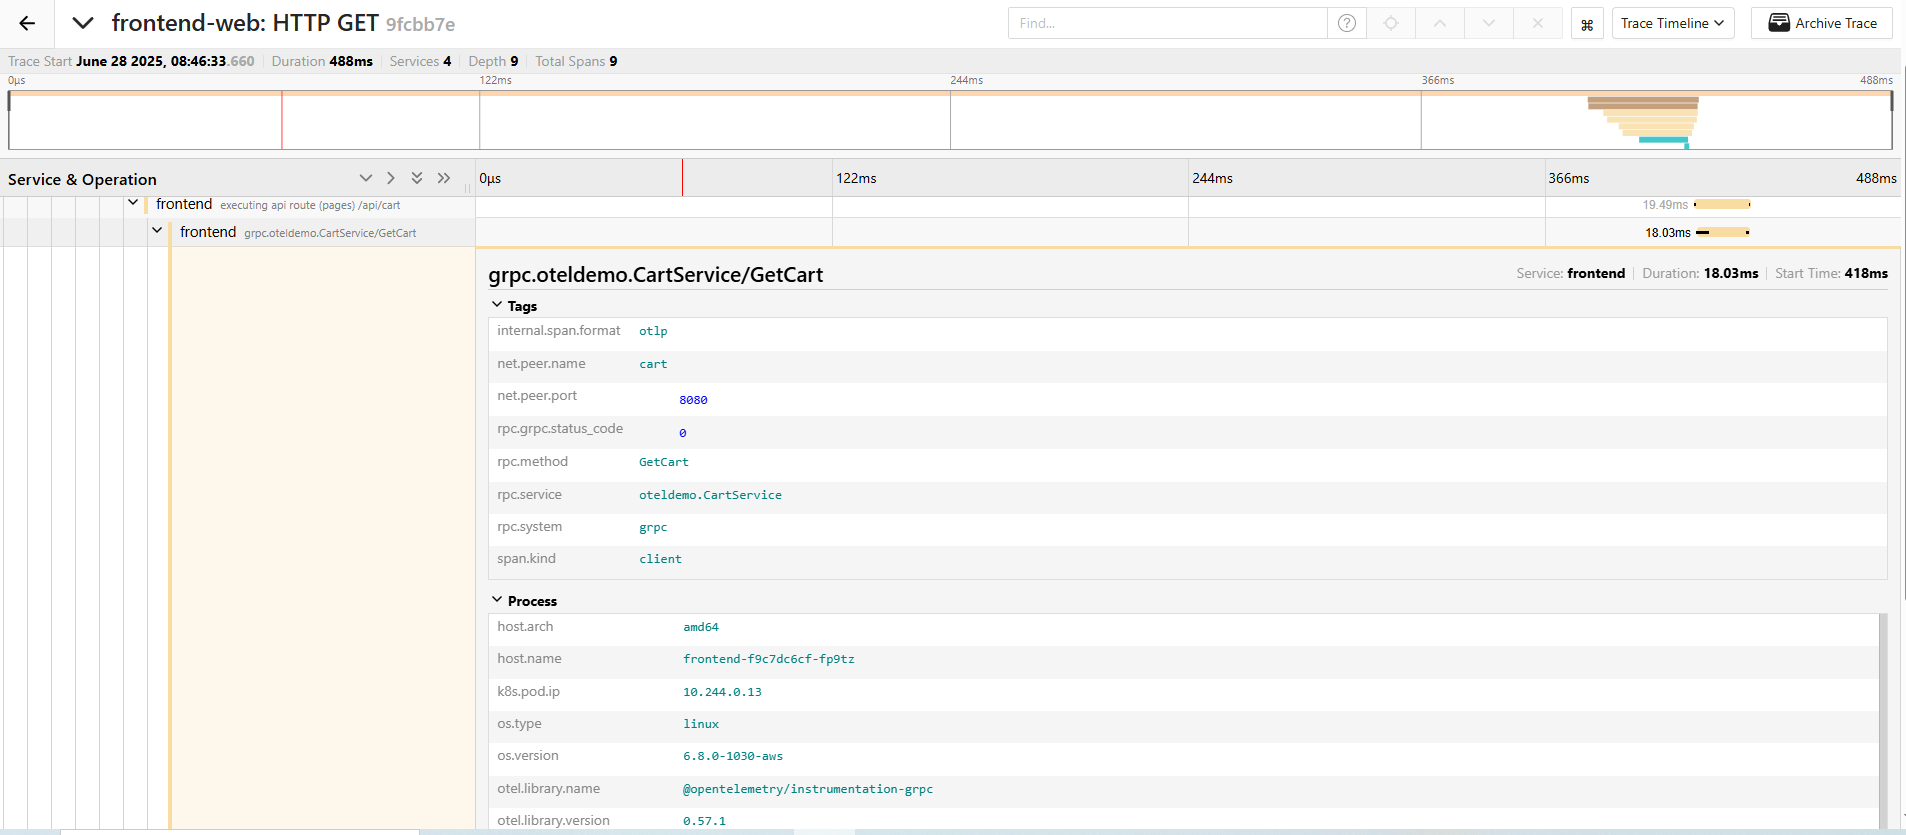 frontend-web: HTTP GET 9fcbb7e
Find...
?
⌘
Trace Timeline
Archive Trace
Trace Start June 28 2025, 08:46:33.660 Duration 488ms Services 4 Depth 9 Total Spans 9
0μs 122ms 244ms 366ms 488ms
Service & Operation
0μs 122ms 244ms 366ms 488ms
frontend executing api route (pages) /api/cart 19.49ms
frontend grpc.oteldemo.CartService/GetCart 18.03ms
grpc.oteldemo.CartService/GetCart Service: frontend Duration: 18.03ms Start Time: 418ms
Tags
internal.span.format otlp
net.peer.name cart
net.peer.port 8080
rpc.grpc.status_code 0
rpc.method GetCart
rpc.service oteldemo.CartService
rpc.system grpc
span.kind client
Process
host.arch amd64
host.name frontend-f9c7dc6cf-fp9tz
k8s.pod.ip 10.244.0.13
os.type linux
os.version 6.8.0-1030-aws
otel.library.name @opentelemetry/instrumentation-grpc
otel.library.version 0.57.1